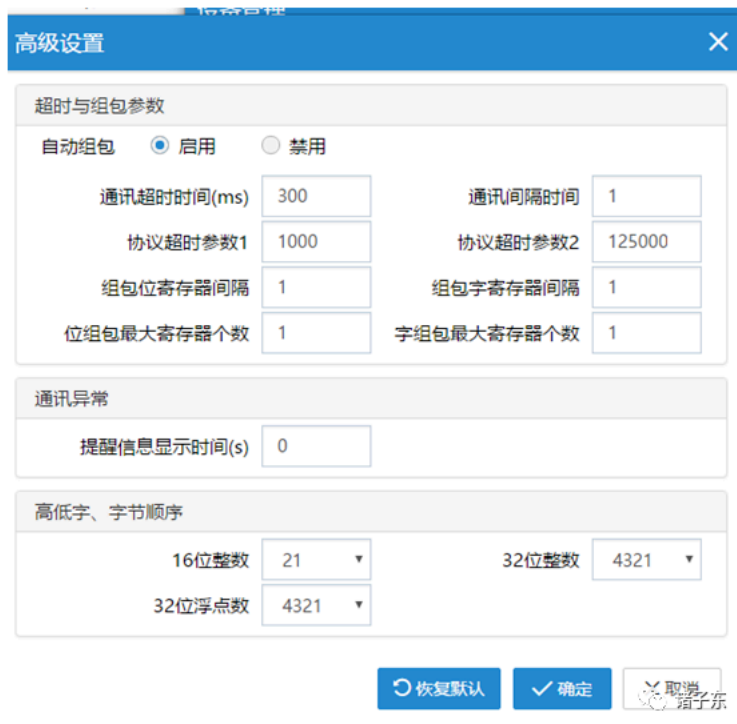 高级设置
超时与组包参数
自动组包 启用 禁用
通讯超时时间(ms) 300 通讯间隔时间 1
协议超时参数1 1000 协议超时参数2 125000
组包位寄存器间隔 1 组包字寄存器间隔 1
位组包最大寄存器个数 1 字组包最大寄存器个数 1
通讯异常
提醒信息显示时间(s) 0
高低字、字节顺序
16位整数 21 32位整数 4321
32位浮点数 4321
恢复默认 确定 取消
诸子东